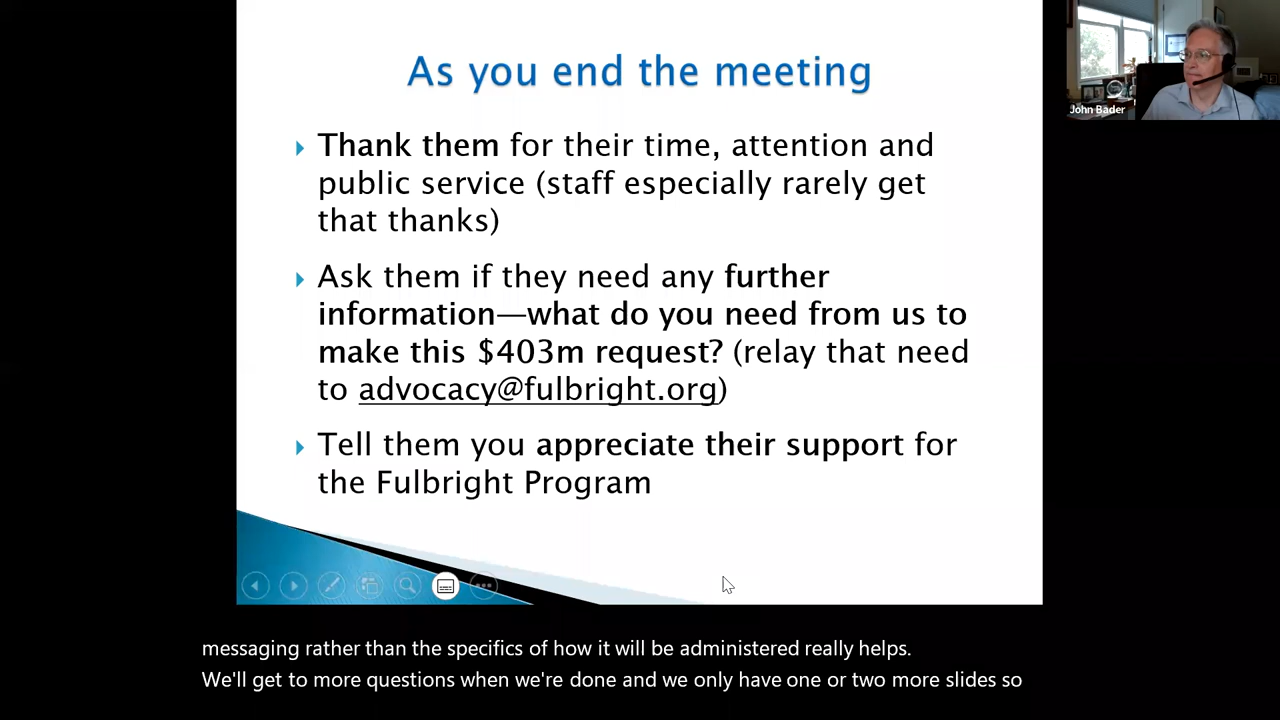 As you end the meeting
Thank them for their time, attention and
public service (staff especially rarely get
that thanks)
Ask them if they need any further
information—what do you need from us to
make this $403m request? (relay that need
to advocacy@fulbright.org)
Tell them you appreciate their support for
the Fulbright Program
John Bader
messaging rather than the specifics of how it will be administered really helps.
We'll get to more questions when we're done and we only have one or two more slides so